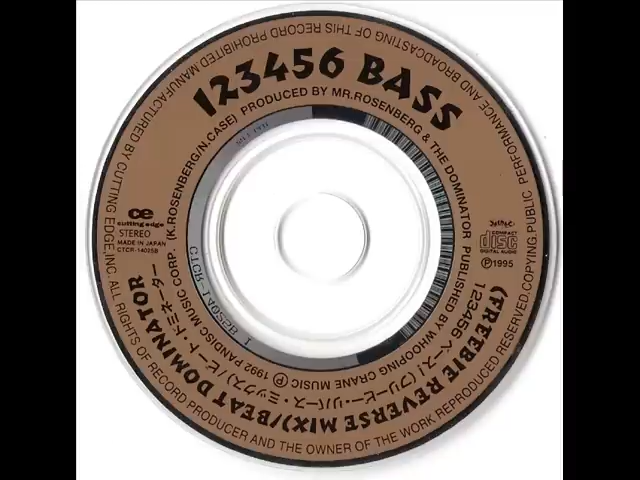 123456 BASS
(FREEBIE REVERSE MIX)/BEAT DOMINATOR
123456 ベース！(フリービー・リバース・ミックス)/ビート・ドミネーター
(K.ROSENBERG/N.CASE) PRODUCED BY MR.ROSENBERG & THE DOMINATOR PUBLISHED BY WHOOPING CRANE MUSIC Ⓟ 1992 PANDISC MUSIC CORP.
ce
cutting edge
STEREO
MADE IN JAPAN
CTCR-14025B
COMPACT
disc
DIGITAL AUDIO
Ⓟ1995
MANUFACTURED BY CUTTING EDGE,INC. ALL RIGHTS OF RECORD PRODUCER AND THE OWNER OF THE WORK REPRODUCED RESERVED.COPYING,PUBLIC PERFORMANCE AND BROADCASTING OF THIS RECORD PROHIBITED.